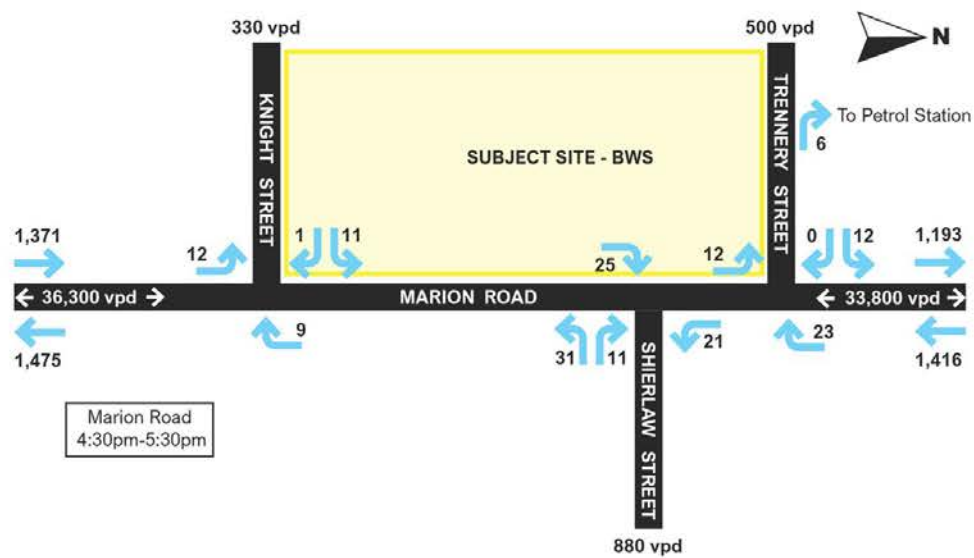 330 vpd
500 vpd
N
KNIGHT STREET
SUBJECT SITE - BWS
TRENNERY STREET
To Petrol Station
6
1,371
12
1
11
25
12
0
12
1,193
36,300 vpd
MARION ROAD
33,800 vpd
1,475
9
31
11
21
23
1,416
SHIERLAW STREET
Marion Road
4:30pm-5:30pm
880 vpd